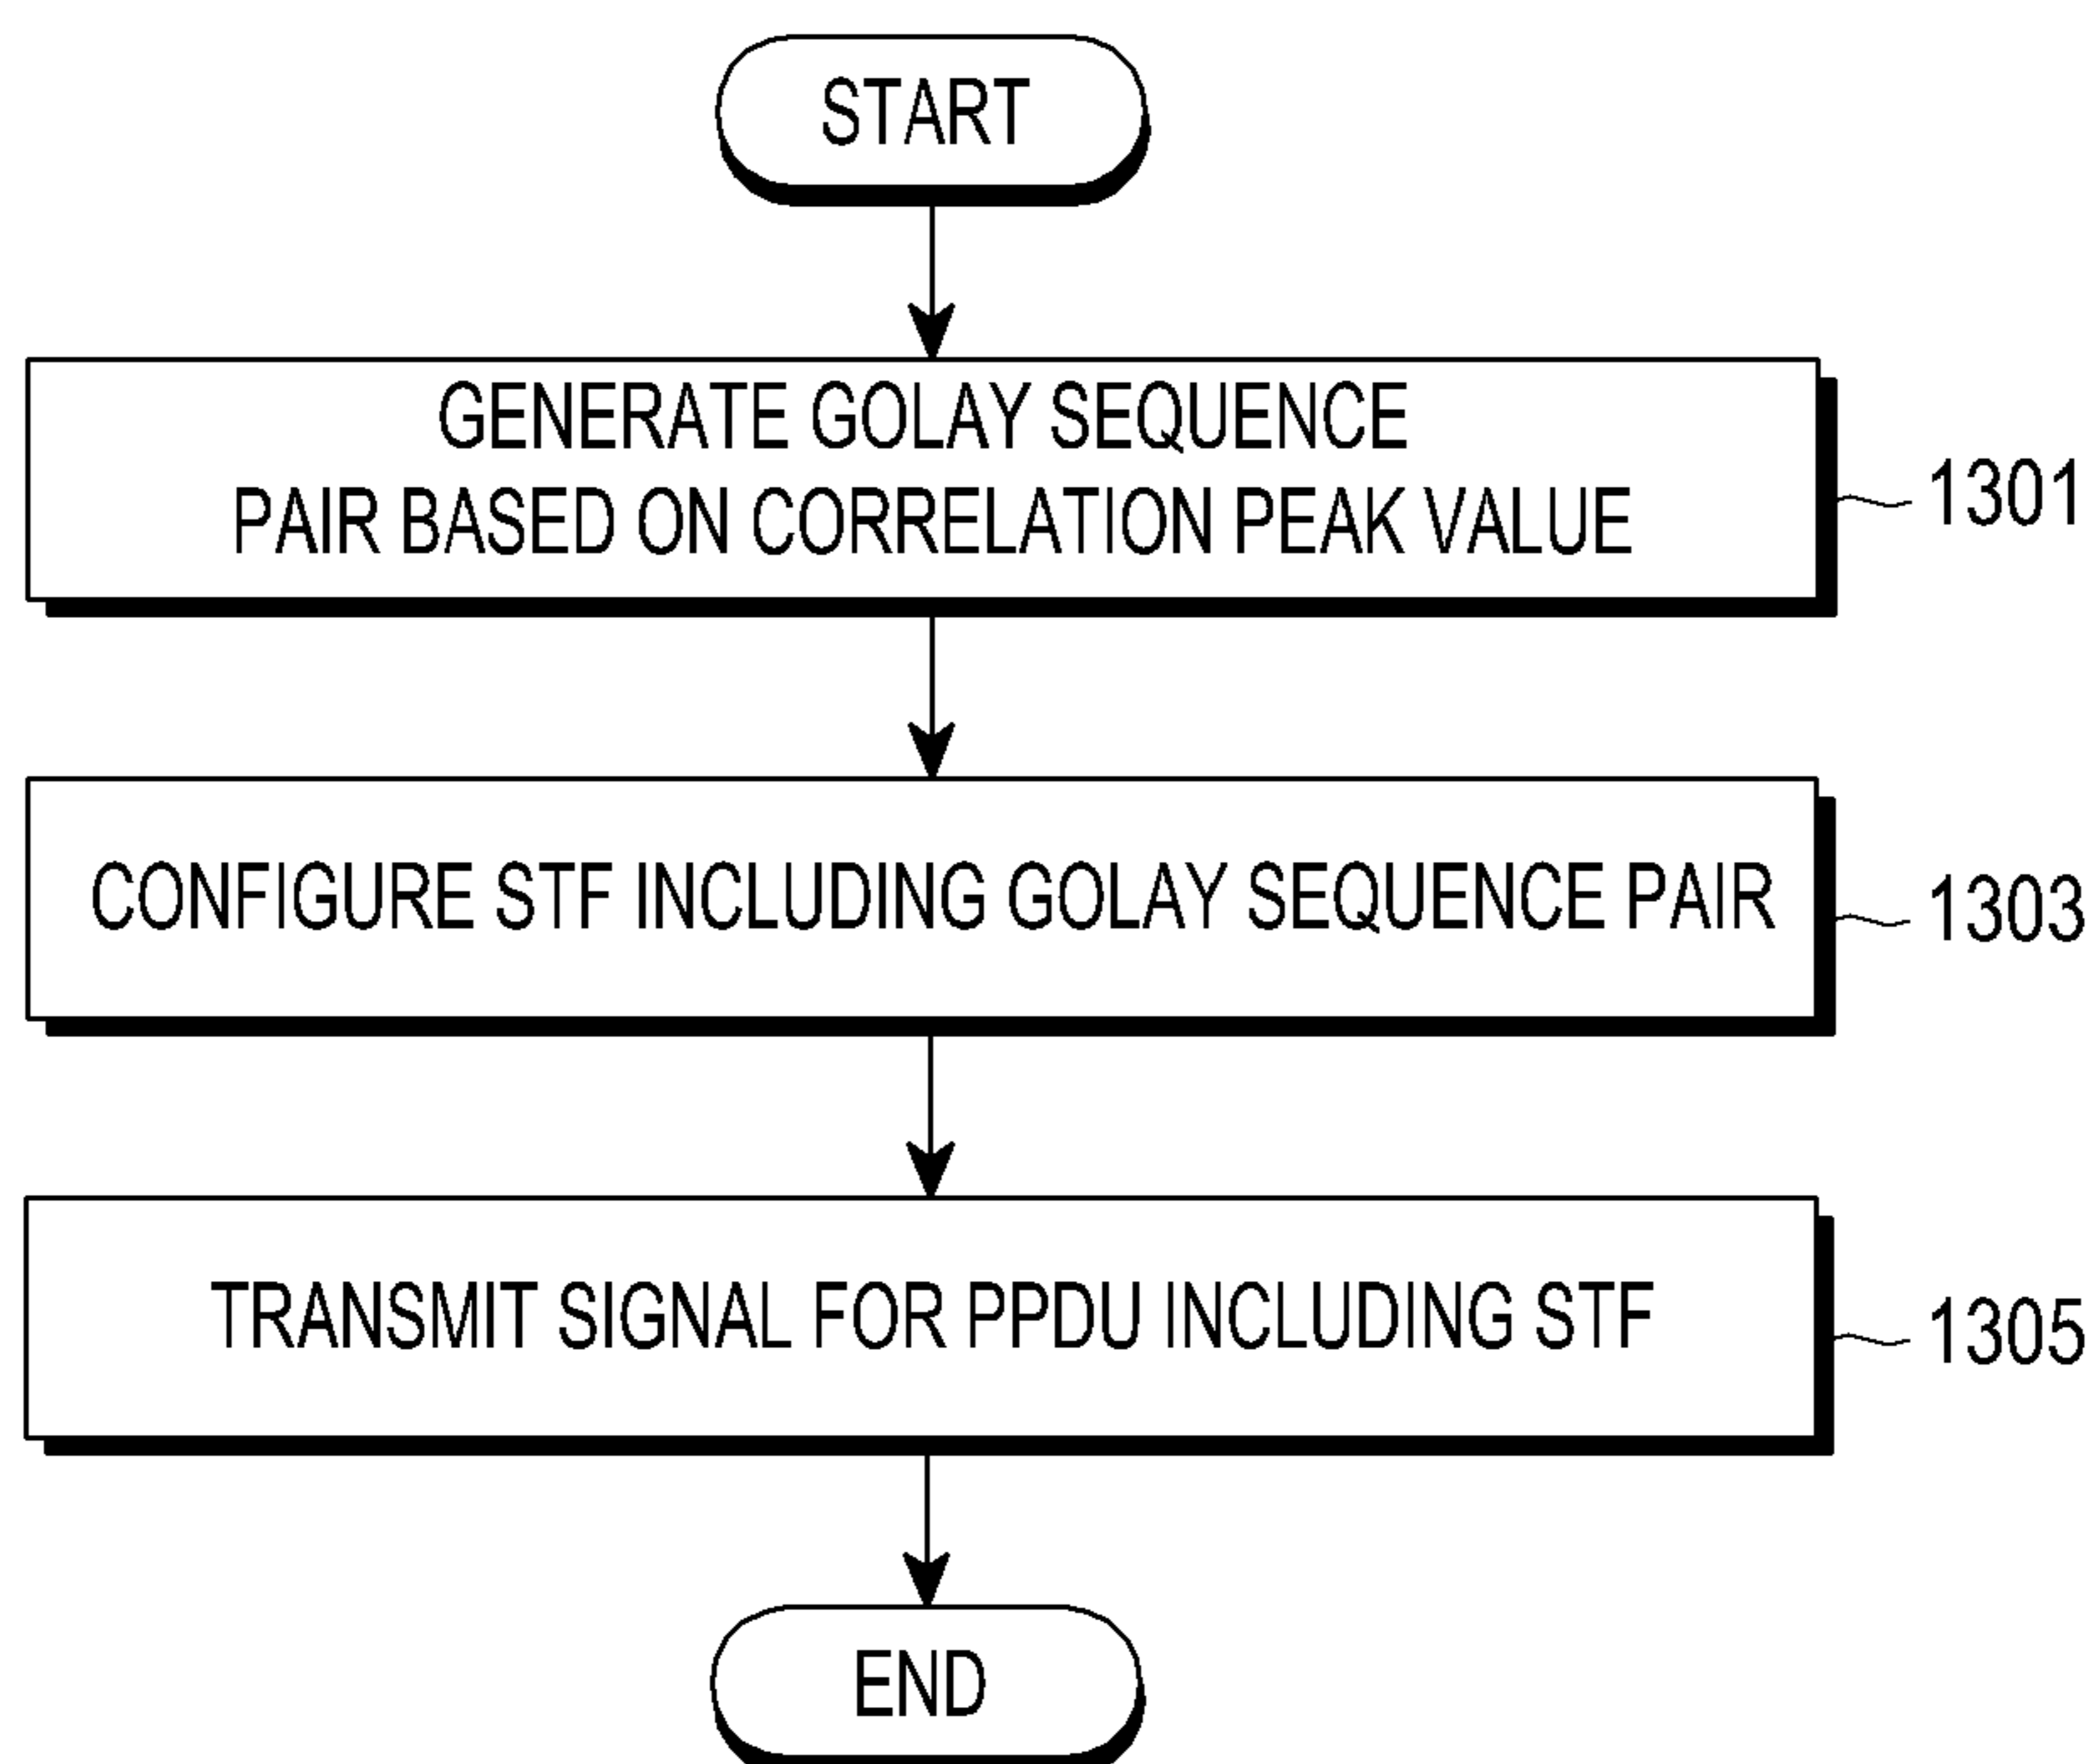 START
GENERATE GOLAY SEQUENCE
PAIR BASED ON CORRELATION PEAK VALUE
1301
CONFIGURE STF INCLUDING GOLAY SEQUENCE PAIR
1303
TRANSMIT SIGNAL FOR PPDU INCLUDING STF
1305
END